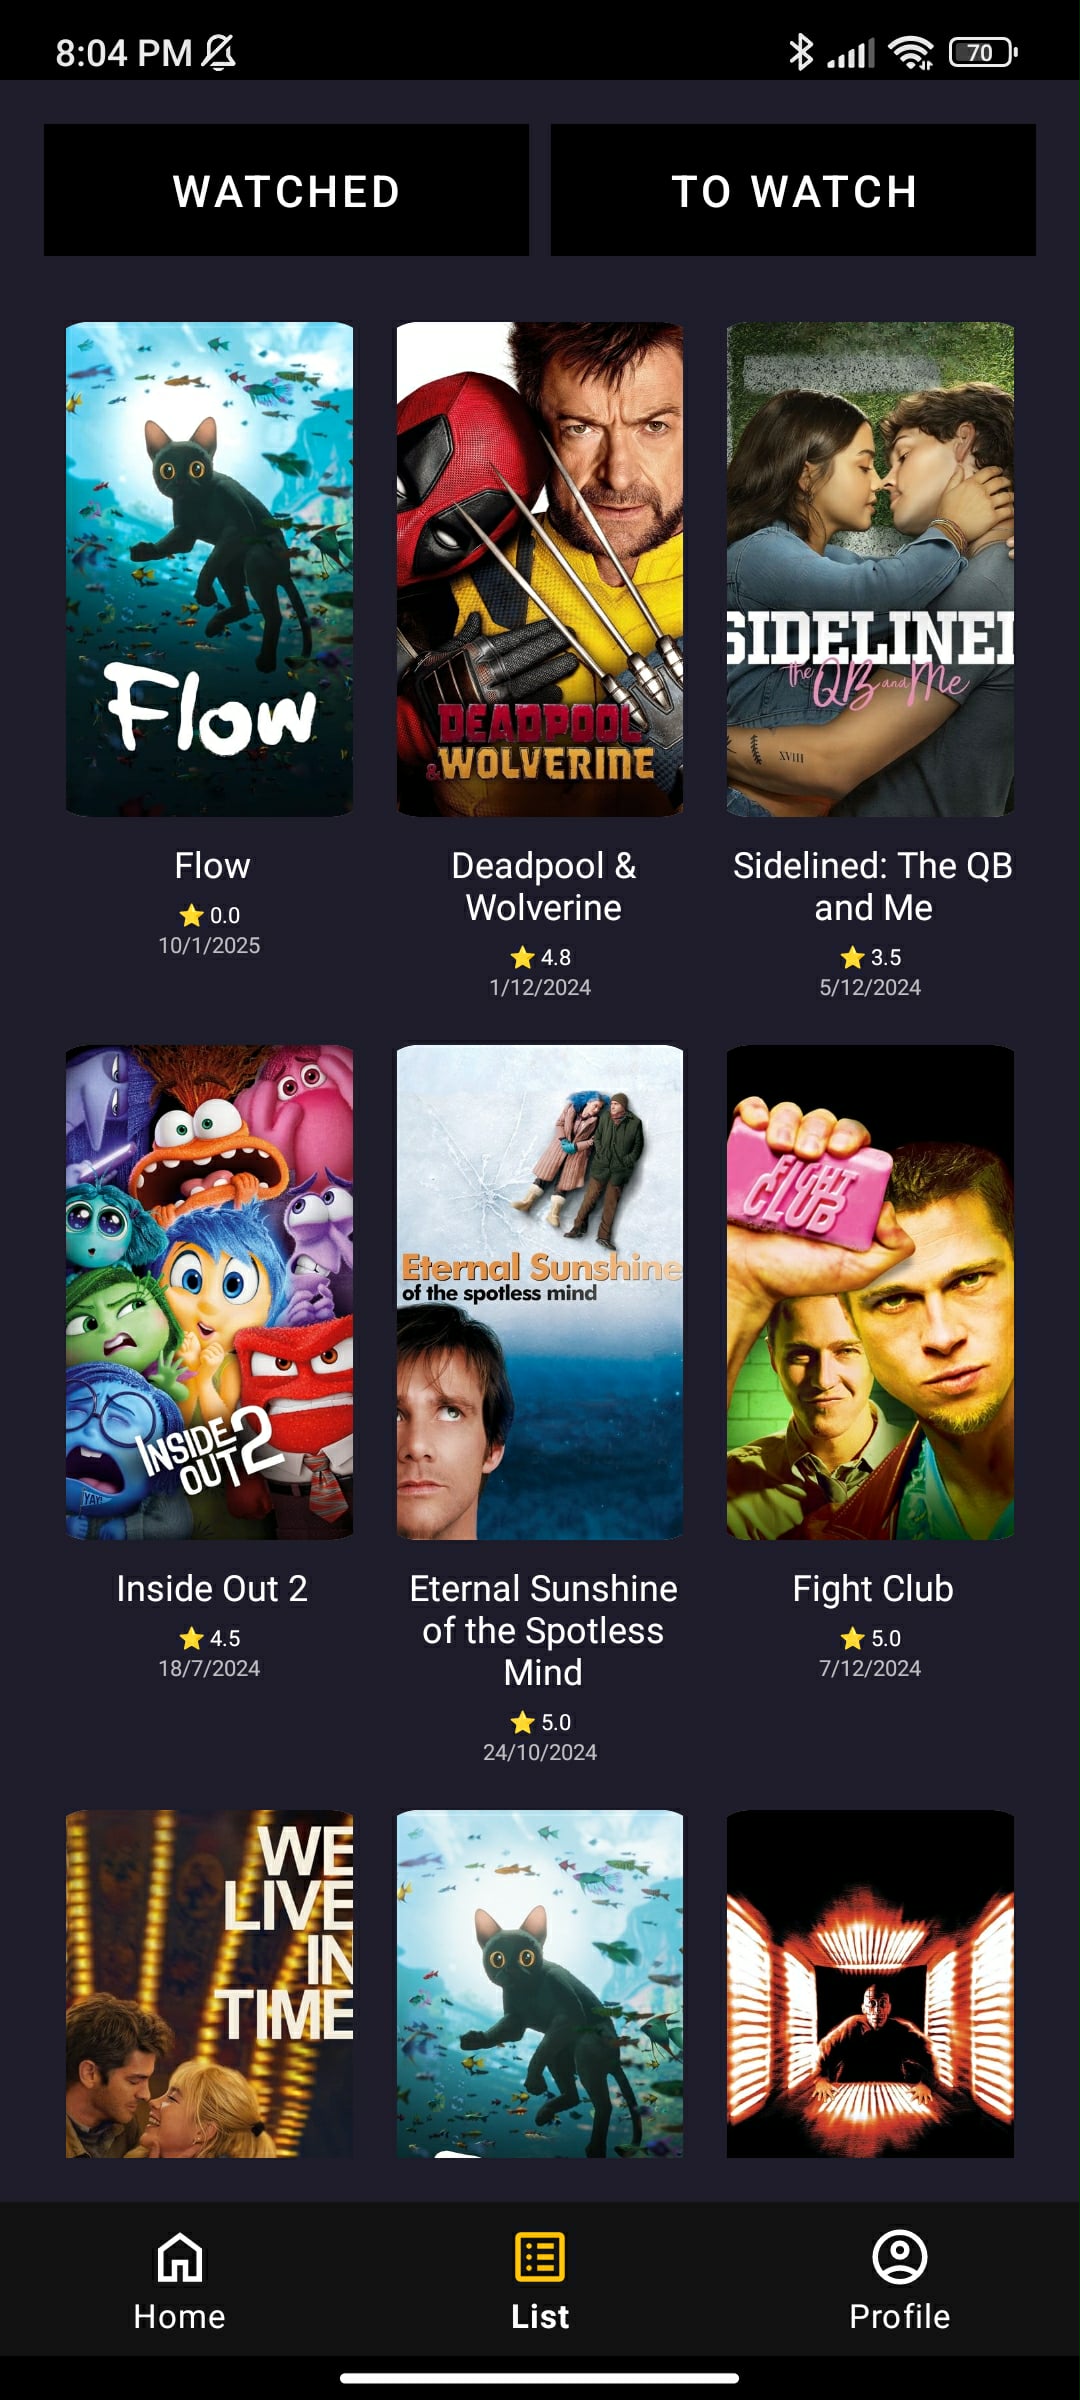 8:04 PM
70
WATCHED
TO WATCH
Flow
DEADPOOL
& WOLVERINE
SIDELINED
the QB and Me
XVIII
Flow
0.0
10/1/2025
Deadpool &
Wolverine
4.8
1/12/2024
Sidelined: The QB
and Me
3.5
5/12/2024
INSIDE
OUT 2
YAY!
Eternal Sunshine
of the spotless mind
FIGHT
CLUB
Inside Out 2
4.5
18/7/2024
Eternal Sunshine
of the Spotless
Mind
5.0
24/10/2024
Fight Club
5.0
7/12/2024
WE
LIVE
IN
TIME
Home
List
Profile